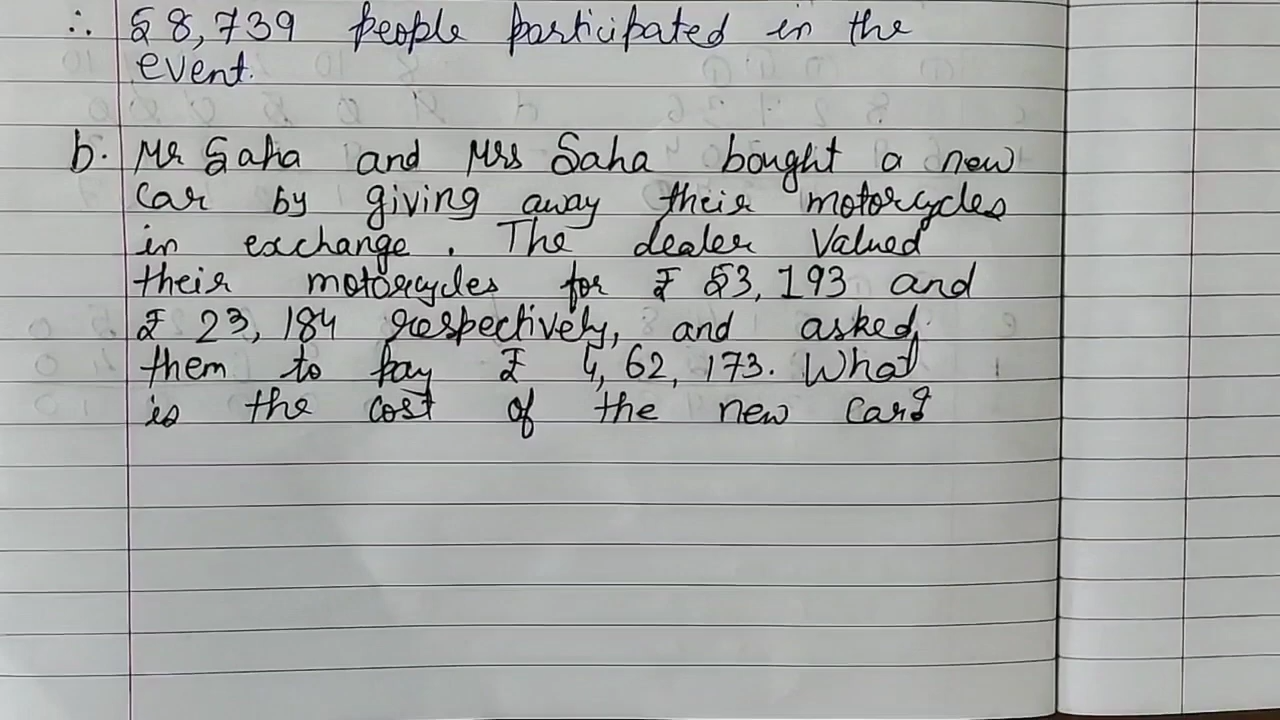 ∴ 58,739 people participated in the
event.
b. Mr Saha and Mrs Saha bought a new
car by giving away their motorcycles
in exchange. The dealer valued
their motorcycles for ₹ 53,193 and
₹ 23,184 respectively, and asked
them to pay ₹ 4,62,173. What
is the cost of the new car?